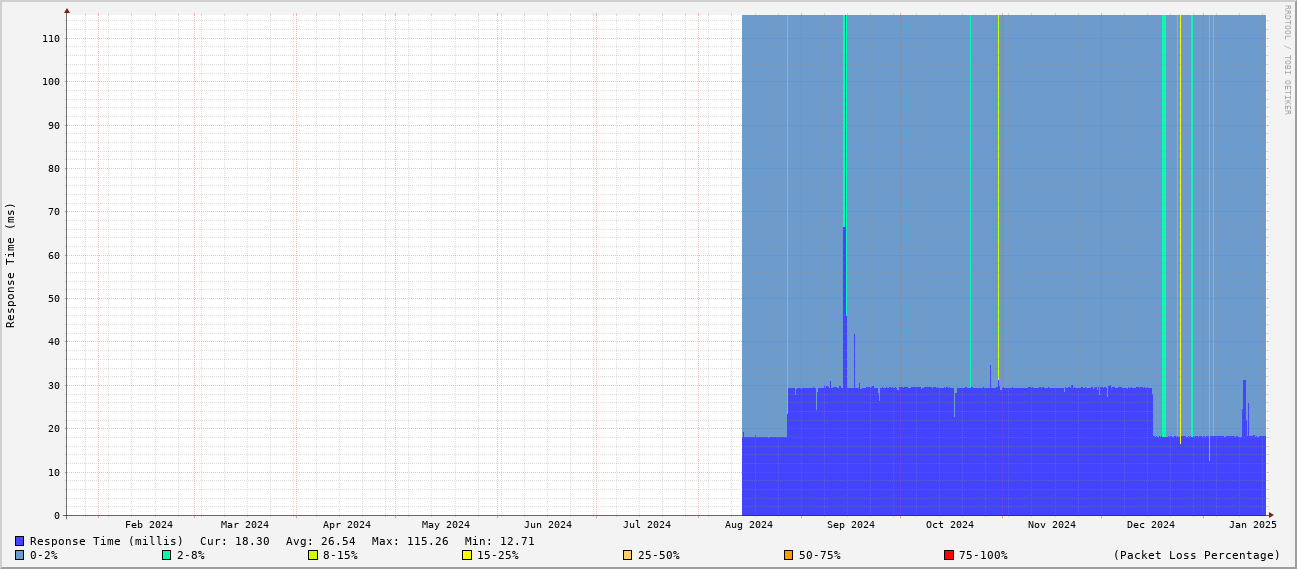 RRDTOOL / TOBI OETIKER
Response Time (ms)
110
100
90
80
70
60
50
40
30
20
10
0
Feb 2024 Mar 2024 Apr 2024 May 2024 Jun 2024 Jul 2024 Aug 2024 Sep 2024 Oct 2024 Nov 2024 Dec 2024 Jan 2025
Response Time (millis) Cur: 18.30 Avg: 26.54 Max: 115.26 Min: 12.71
0-2% 2-8% 8-15% 15-25% 25-50% 50-75% 75-100% (Packet Loss Percentage)